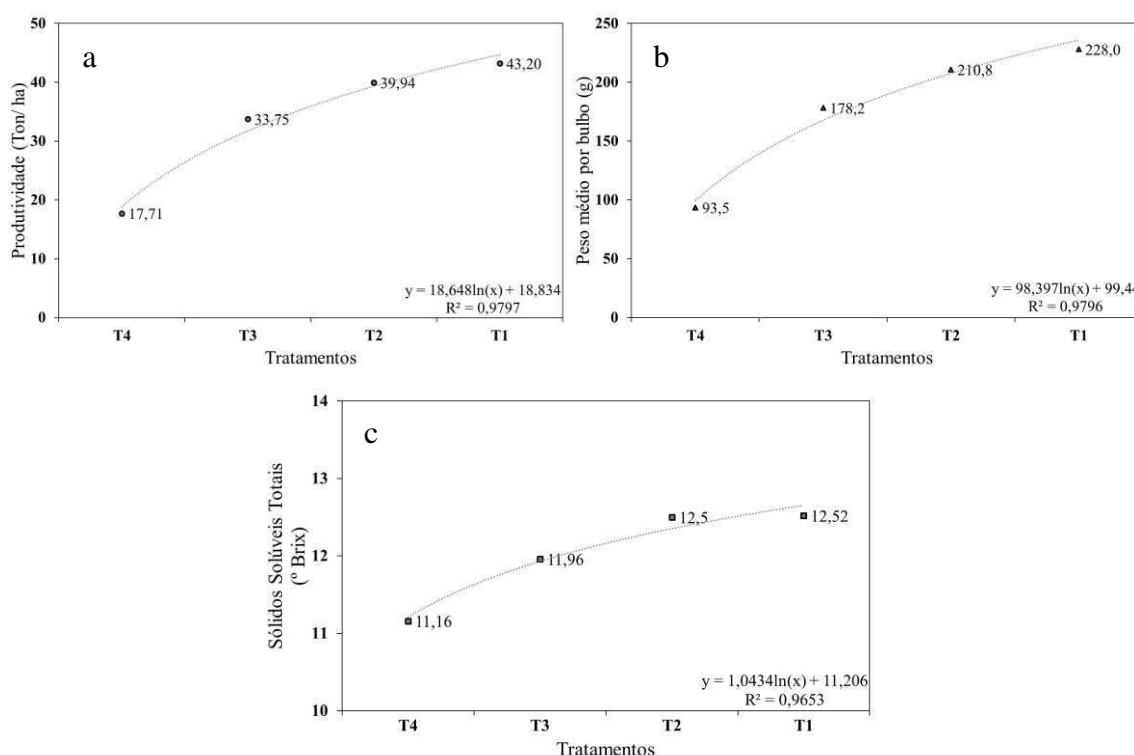 a
Produtividade (Ton/ ha)
50
40
30
20
10
0
17,71
33,75
39,94
43,20
y = 18,648ln(x) + 18,834
R² = 0,9797
T4 T3 T2 T1
Tratamentos
b
Peso médio por bulbo (g)
250
200
150
100
50
0
93,5
178,2
210,8
228,0
y = 98,397ln(x) + 99,44
R² = 0,9796
T4 T3 T2 T1
Tratamentos
c
Sólidos Solúveis Totais
(º Brix)
14
13
12
11
10
11,16
11,96
12,5
12,52
y = 1,0434ln(x) + 11,206
R² = 0,9653
T4 T3 T2 T1
Tratamentos